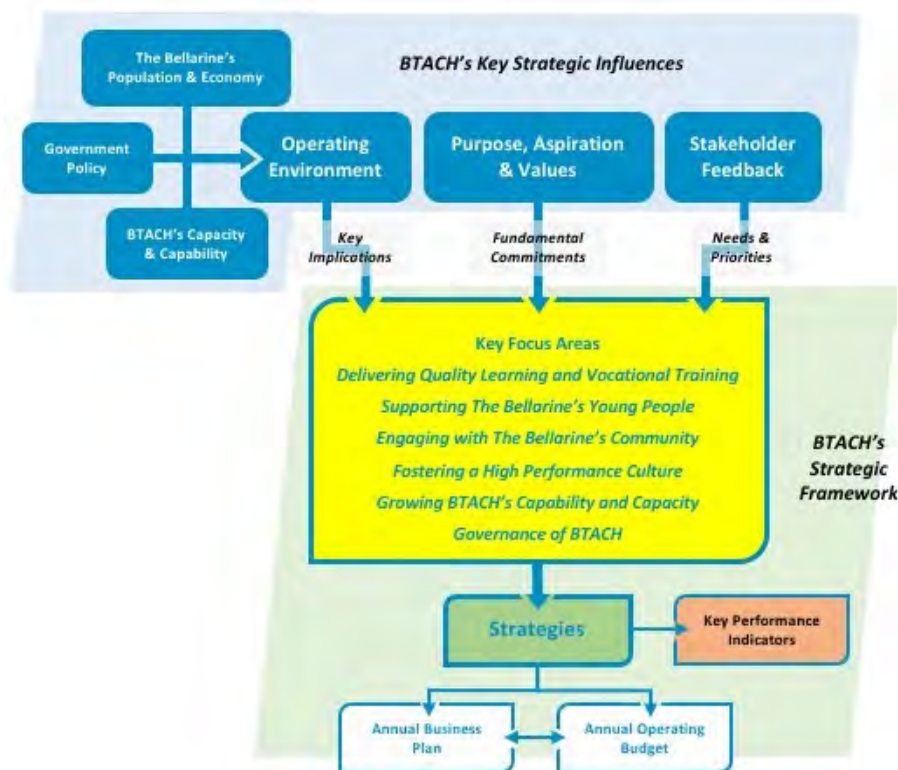 The Bellarine's
Population & Economy
BTACH's Key Strategic Influences
Government
Policy
Operating
Environment
Purpose, Aspiration
& Values
Stakeholder
Feedback
BTACH's Capacity
& Capability
Key
Implications
Fundamental
Commitments
Needs &
Priorities
Key Focus Areas
Delivering Quality Learning and Vocational Training
Supporting The Bellarine's Young People
Engaging with The Bellarine's Community
Fostering a High Performance Culture
Growing BTACH's Capability and Capacity
Governance of BTACH
BTACH's
Strategic
Framework
Strategies
Key Performance
Indicators
Annual Business
Plan
Annual Operating
Budget